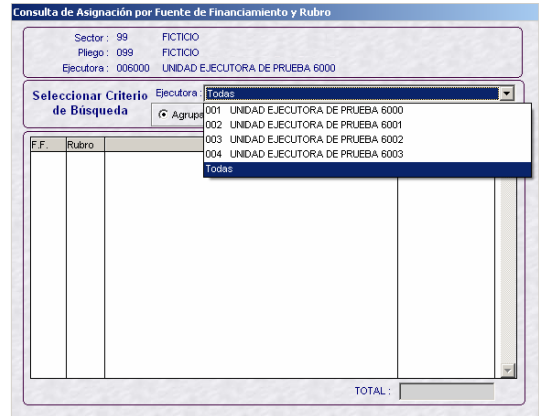 Consulta de Asignación por Fuente de Financiamiento y Rubro
Sector : 99 FICTICIO
Pliego : 099 FICTICIO
Ejecutora : 006000 UNIDAD EJECUTORA DE PRUEBA 6000
Seleccionar Criterio
de Búsqueda
Ejecutora : Todas
Agrupa
001 UNIDAD EJECUTORA DE PRUEBA 6000
002 UNIDAD EJECUTORA DE PRUEBA 6001
003 UNIDAD EJECUTORA DE PRUEBA 6002
004 UNIDAD EJECUTORA DE PRUEBA 6003
Todas
F.F. Rubro
TOTAL :